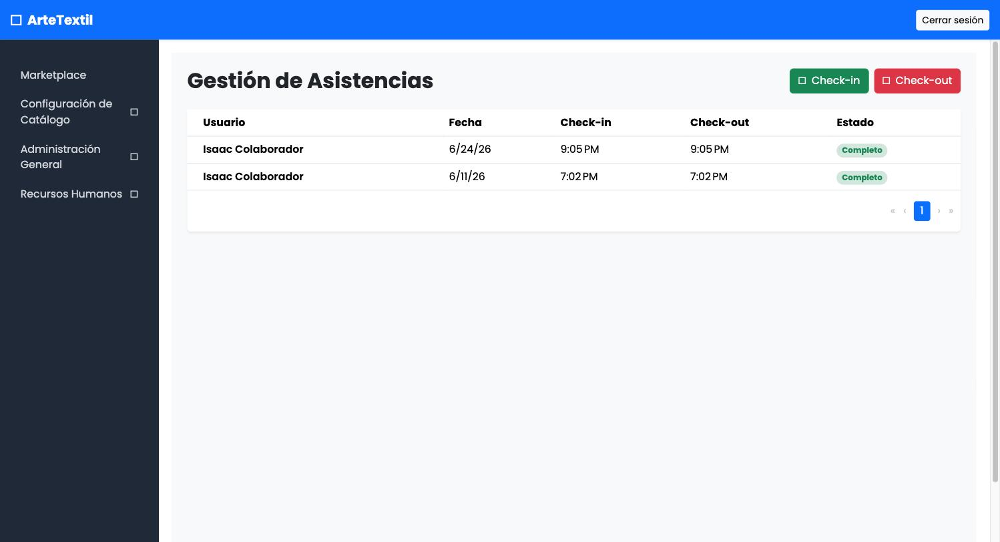 ArteTextil
Cerrar sesión
Marketplace
Configuración de
Catálogo
Administración
General
Recursos Humanos
Gestión de Asistencias
Check-in
Check-out
Usuario Fecha Check-in Check-out Estado
Isaac Colaborador 6/24/26 9:05 PM 9:05 PM Completo
Isaac Colaborador 6/11/26 7:02 PM 7:02 PM Completo
« ‹ 1 › »